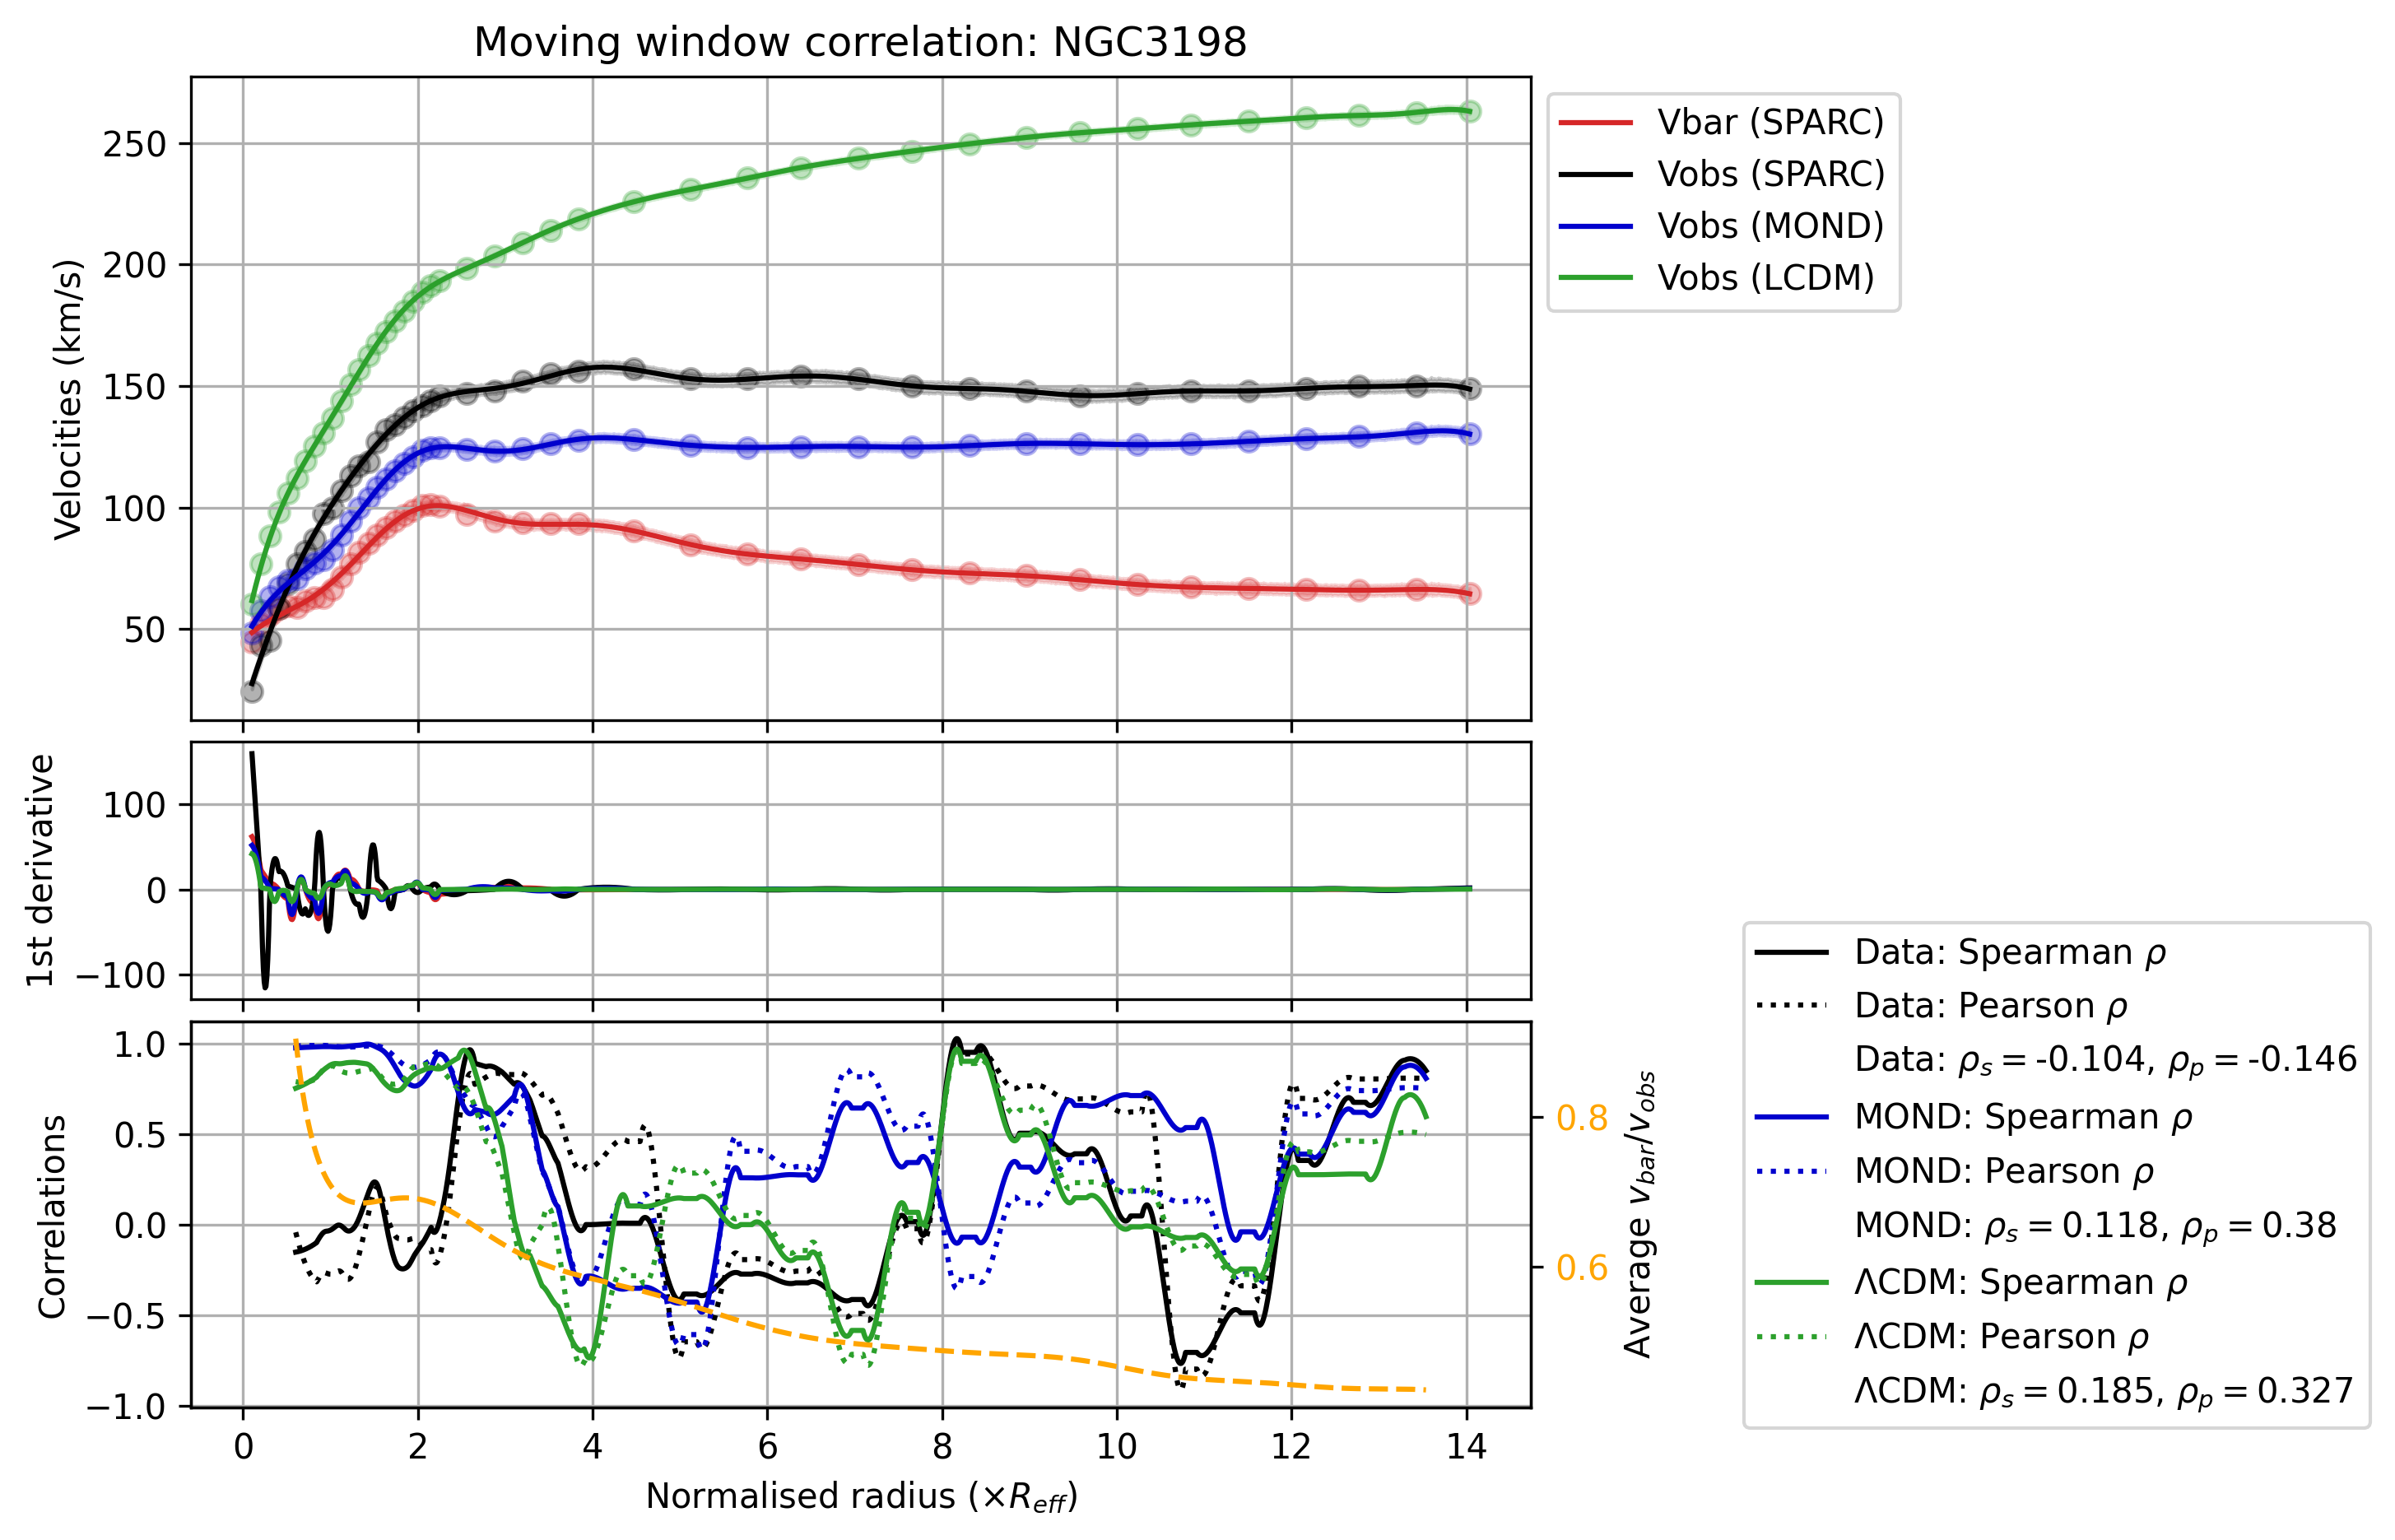 Moving window correlation: NGC3198
Velocities (km/s)
250
200
150
100
50
Vbar (SPARC)
Vobs (SPARC)
Vobs (MOND)
Vobs (LCDM)
1st derivative
100
0
−100
Correlations
1.0
0.5
0.0
−0.5
−1.0
0.8
0.6
Average v_bar/v_obs
0 2 4 6 8 10 12 14
Normalised radius (×R_eff)
Data: Spearman ρ
Data: Pearson ρ
Data: ρ_s = -0.104, ρ_p = -0.146
MOND: Spearman ρ
MOND: Pearson ρ
MOND: ρ_s = 0.118, ρ_p = 0.38
ΛCDM: Spearman ρ
ΛCDM: Pearson ρ
ΛCDM: ρ_s = 0.185, ρ_p = 0.327